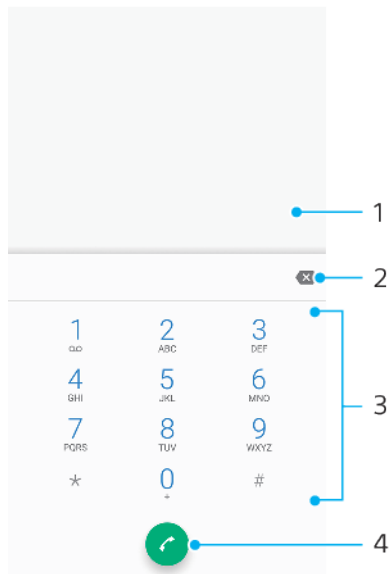 1
2
1 2 3
ABC DEF
4 5 6
GHI JKL MNO
3
7 8 9
PQRS TUV WXYZ
* 0 #
+
4